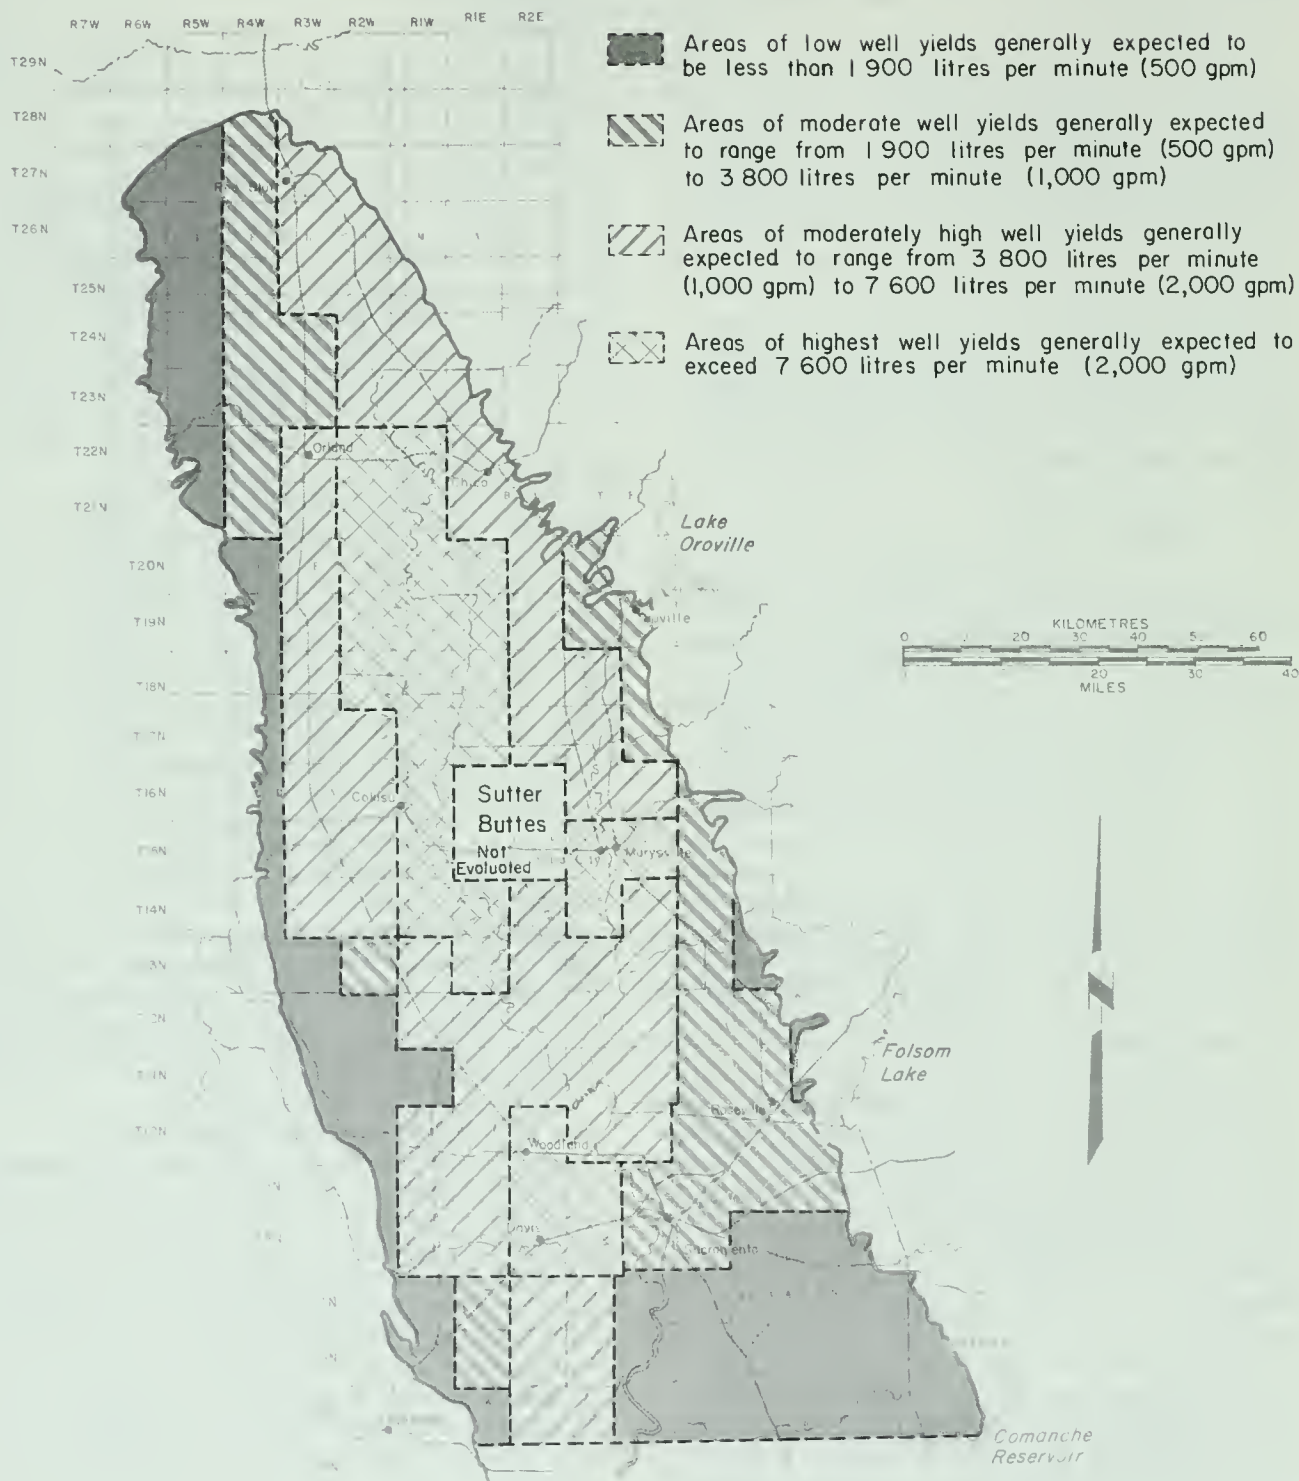 R7W R6W R5W R4W R3W R2W R1W R1E R2E
T29N
T28N
T27N
T26N
T25N
T24N
T23N
T22N
T20N
T19N
T18N
T16N
T14N
Areas of low well yields generally expected to
be less than 1 900 litres per minute (500 gpm)
Areas of moderate well yields generally expected
to range from 1 900 litres per minute (500 gpm)
to 3 800 litres per minute (1,000 gpm)
Areas of moderately high well yields generally
expected to range from 3 800 litres per minute
(1,000 gpm) to 7 600 litres per minute (2,000 gpm)
Areas of highest well yields generally expected to
exceed 7 600 litres per minute (2,000 gpm)
Orland
Chico
Lake
Oroville
KILOMETRES
0 10 20 30 40 50 60
20 30 40
MILES
Sutter
Buttes
Not
Evaluated
Marysville
Folsom
Lake
Roseville
Woodland
Davis
Sacramento
Comanche
Reservoir
N